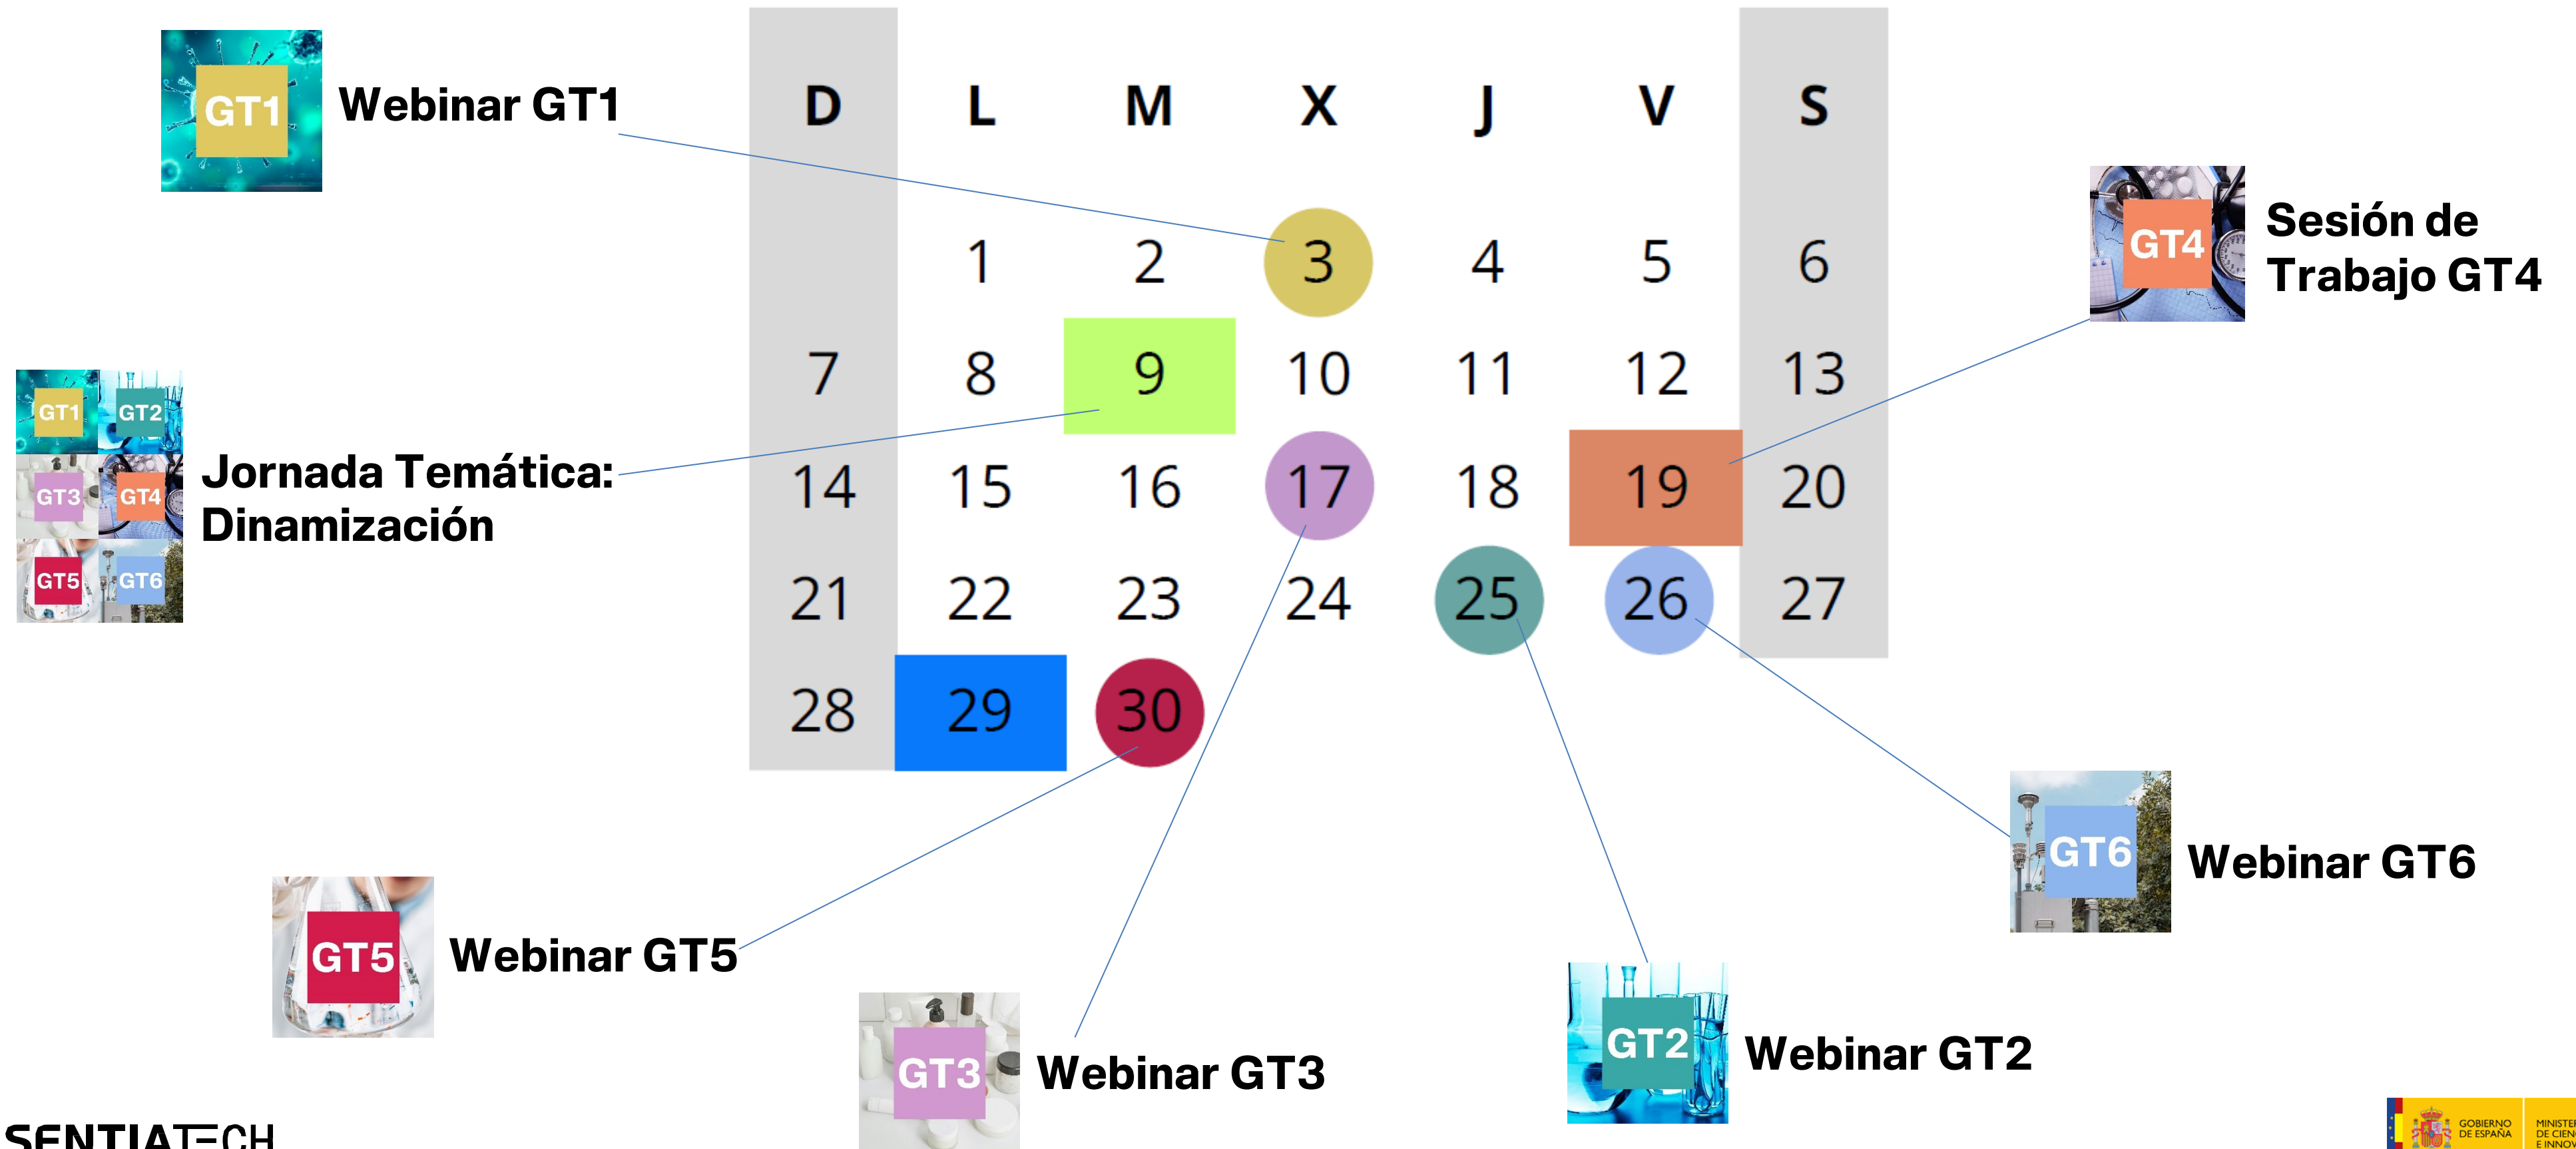 GT1
Webinar GT1
D L M X J V S
1 2 3 4 5 6
7 8 9 10 11 12 13
14 15 16 17 18 19 20
21 22 23 24 25 26 27
28 29 30
GT4
Sesión de
Trabajo GT4
GT1 GT2
GT3 GT4
GT5 GT6
Jornada Temática:
Dinamización
GT5
Webinar GT5
GT3
Webinar GT3
GT2
Webinar GT2
GT6
Webinar GT6
SENTIATECH
GOBIERNO
DE ESPAÑA